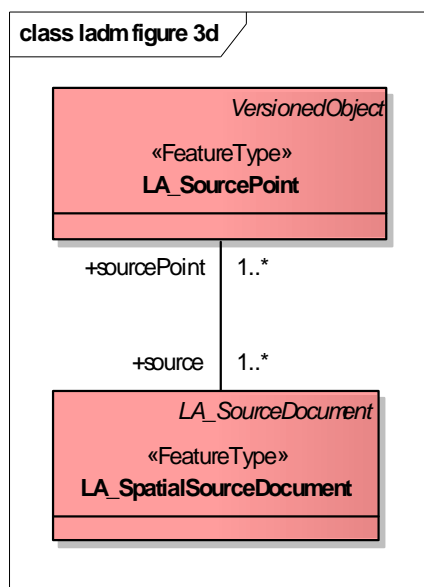 class ladm figure 3d
VersionedObject
«FeatureType»
LA_SourcePoint
+sourcePoint 1..*
+source 1..*
LA_SourceDocument
«FeatureType»
LA_SpatialSourceDocument